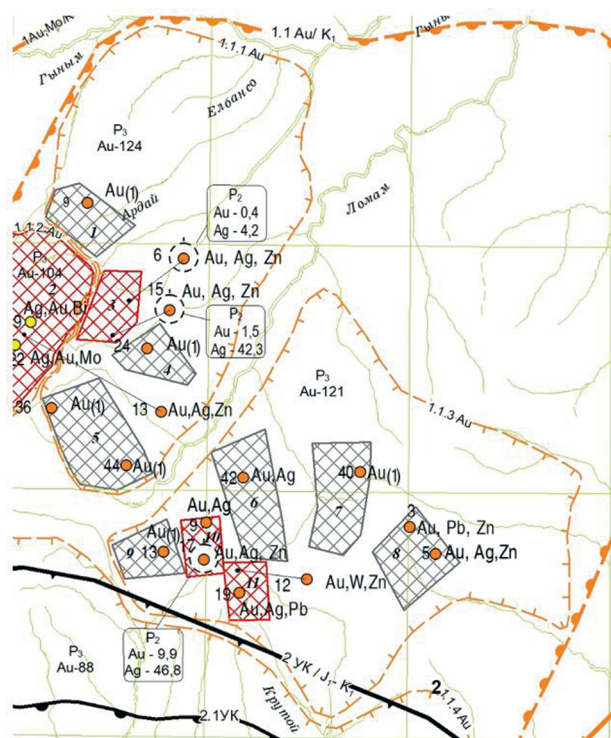 1Au-Mo/K
1.1 Au/ K₁
Гыным
Гыным
1.1.1 Au
Елбансо
P₃
Au-124
Ломам
9
Au(1)
Ардай
1
P₂
Au - 0,4
Ag - 4,2
1.1.2-Au
P₃
Au-104
2
6
Au, Ag, Zn
3
15
Au, Ag, Zn
9
Ag,Au,Bi
P₂
Au - 1,5
Ag - 42,3
22
Ag,Au,Mo
24
Au(1)
4
P₃
Au-121
36
Au(1)
13
Au,Ag,Zn
1.1.3 Au
5
44
Au(1)
42
Au,Ag
6
40
Au(1)
7
Au,Ag
9
10
3
Au, Pb, Zn
Au(1)
9
13
7
Au,Ag, Zn
8
5
Au, Ag,Zn
11
12
Au,W,Zn
19
Au,Ag,Pb
P₂
Au - 9,9
Ag - 46,8
P₃
Au-88
2 УК / J₃- K₁
2
1.1.4 Au
2.1УК
Крутой